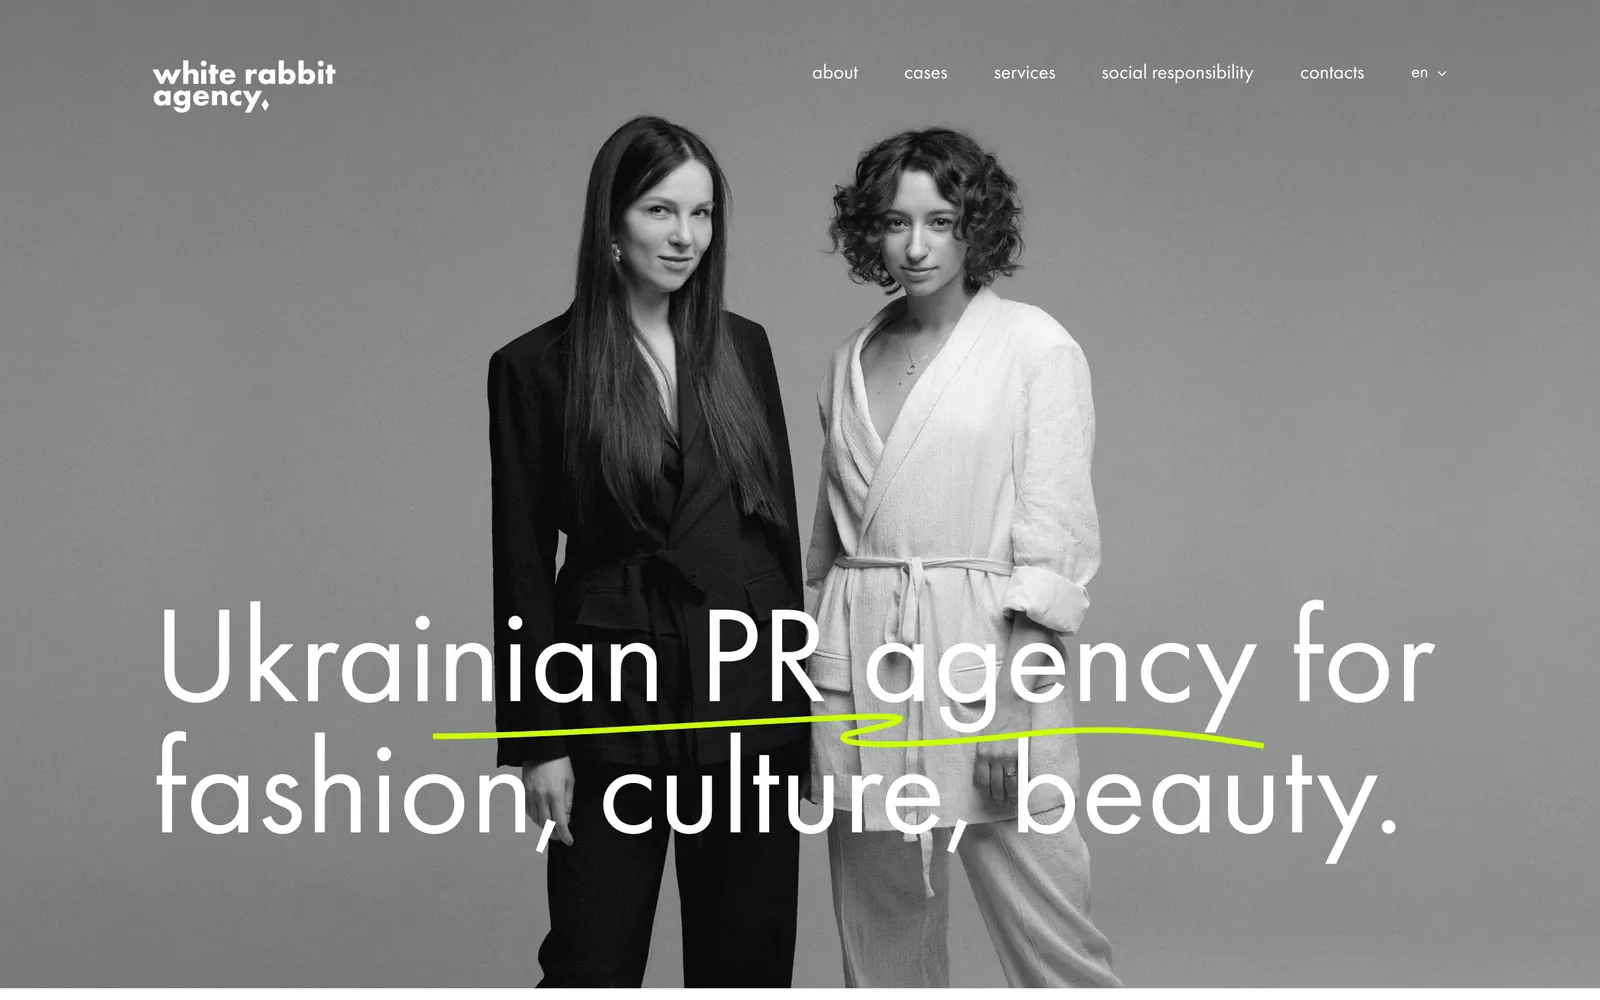 white rabbit
agency
about cases services social responsibility contacts en
Ukrainian PR agency for
fashion, culture, beauty.